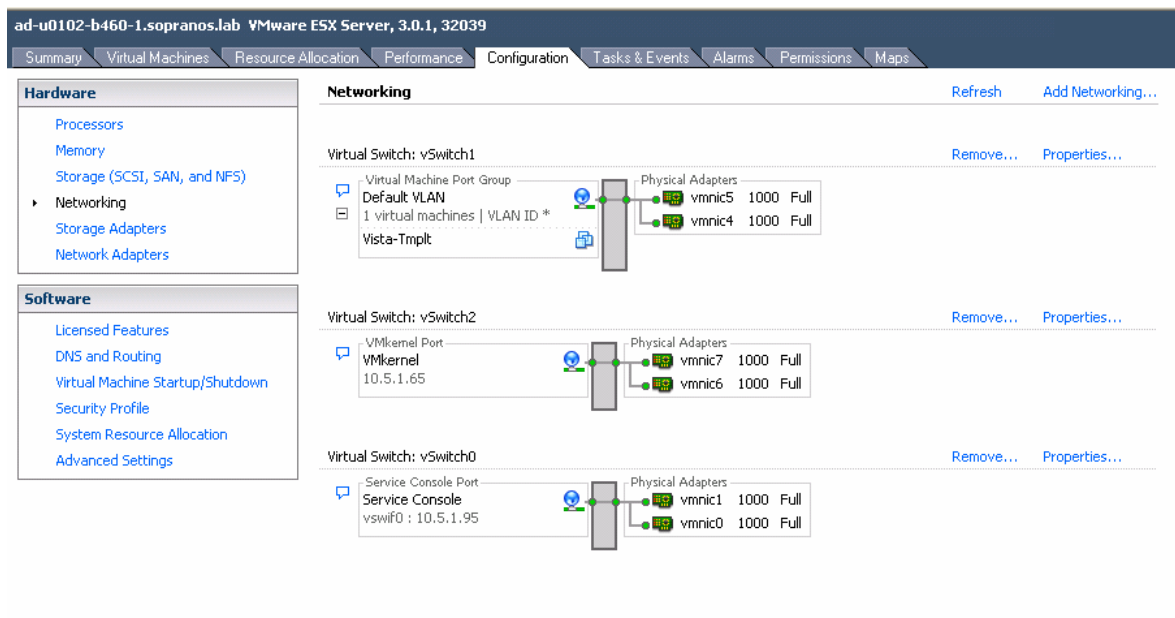 ad-u0102-b460-1.sopranos.lab VMware ESX Server, 3.0.1, 32039
Summary Virtual Machines Resource Allocation Performance Configuration Tasks & Events Alarms Permissions Maps
Hardware
Processors
Memory
Storage (SCSI, SAN, and NFS)
Networking
Storage Adapters
Network Adapters
Software
Licensed Features
DNS and Routing
Virtual Machine Startup/Shutdown
Security Profile
System Resource Allocation
Advanced Settings
Networking Refresh Add Networking...
Virtual Switch: vSwitch1 Remove... Properties...
Virtual Machine Port Group Physical Adapters
Default VLAN vmnic5 1000 Full
1 virtual machines | VLAN ID * vmnic4 1000 Full
Vista-Tmplt
Virtual Switch: vSwitch2 Remove... Properties...
VMkernel Port Physical Adapters
VMkernel vmnic7 1000 Full
10.5.1.65 vmnic6 1000 Full
Virtual Switch: vSwitch0 Remove... Properties...
Service Console Port Physical Adapters
Service Console vmnic1 1000 Full
vswif0 : 10.5.1.95 vmnic0 1000 Full